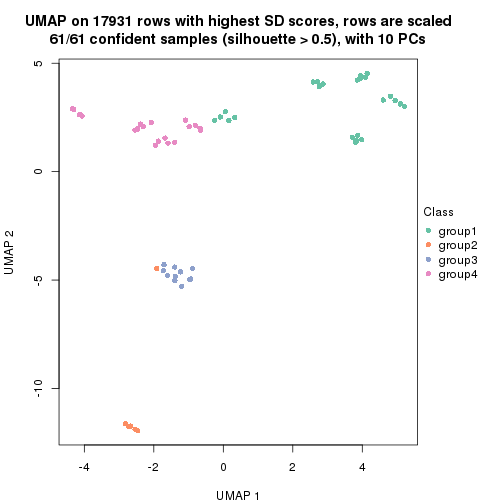 UMAP on 17931 rows with highest SD scores, rows are scaled
61/61 confident samples (silhouette > 0.5), with 10 PCs
5
0
-5
-10
UMAP 2
-4
-2
0
2
4
UMAP 1
Class
group1
group2
group3
group4